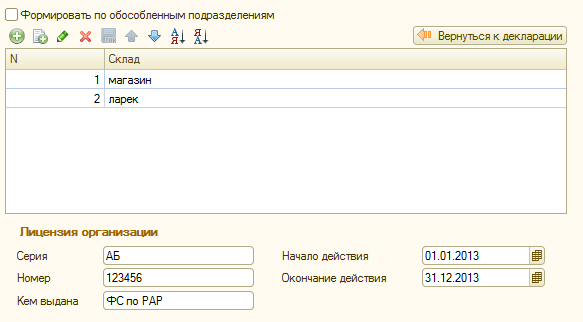 Формировать по обособленным подразделениям
Вернуться к декларации
N Склад
1 магазин
2 ларек
Лицензия организации
Серия АБ Начало действия 01.01.2013
Номер 123456 Окончание действия 31.12.2013
Кем выдана ФС по РАР